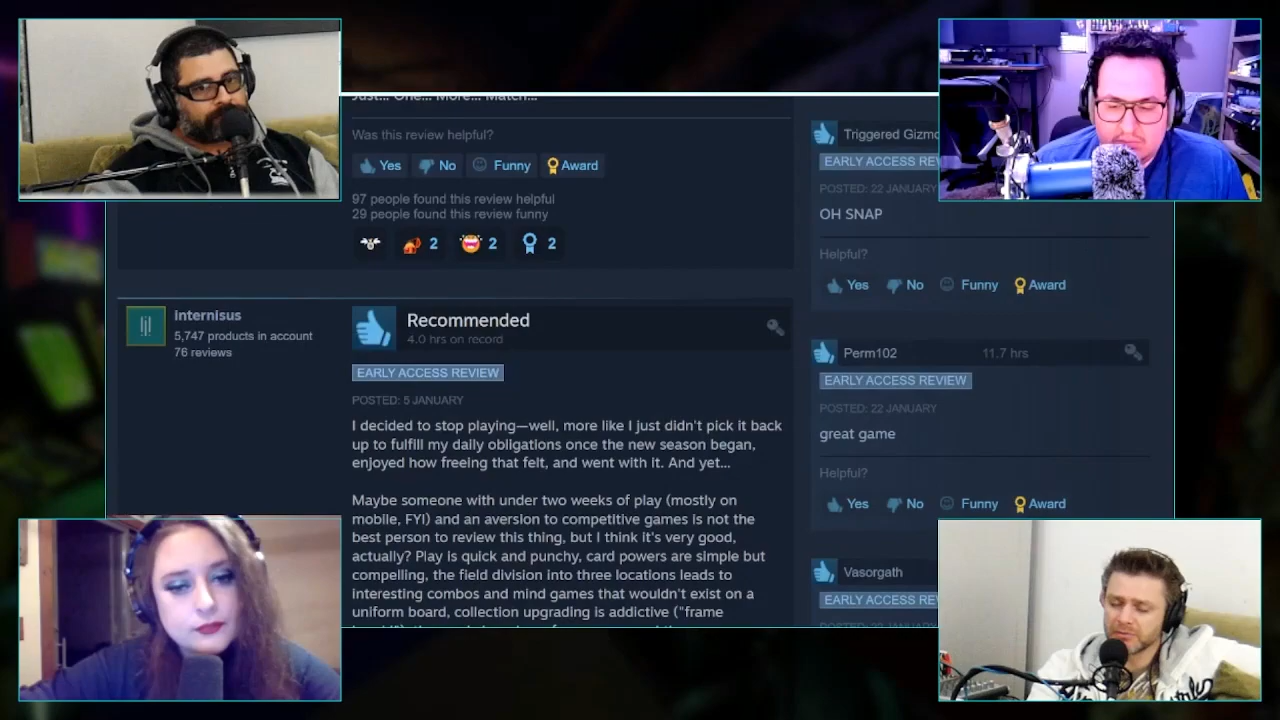 Just... One... More... Match...
Was this review helpful?
Yes
No
Funny
Award
97 people found this review helpful
29 people found this review funny
2
2
2
internisus
5,747 products in account
76 reviews
Recommended
4.0 hrs on record
EARLY ACCESS REVIEW
POSTED: 5 JANUARY
I decided to stop playing—well, more like I just didn't pick it back
up to fulfill my daily obligations once the new season began,
enjoyed how freeing that felt, and went with it. And yet...
Maybe someone with under two weeks of play (mostly on
mobile, FYI) and an aversion to competitive games is not the
best person to review this thing, but I think it's very good,
actually? Play is quick and punchy, card powers are simple but
compelling, the field division into three locations leads to
interesting combos and mind games that wouldn't exist on a
uniform board, collection upgrading is addictive ("frame
Triggered Gizmo
EARLY ACCESS REV
POSTED: 22 JANUARY
OH SNAP
Helpful?
Yes
No
Funny
Award
Perm102
11.7 hrs
EARLY ACCESS REVIEW
POSTED: 22 JANUARY
great game
Helpful?
Yes
No
Funny
Award
Vasorgath
EARLY ACCESS REV